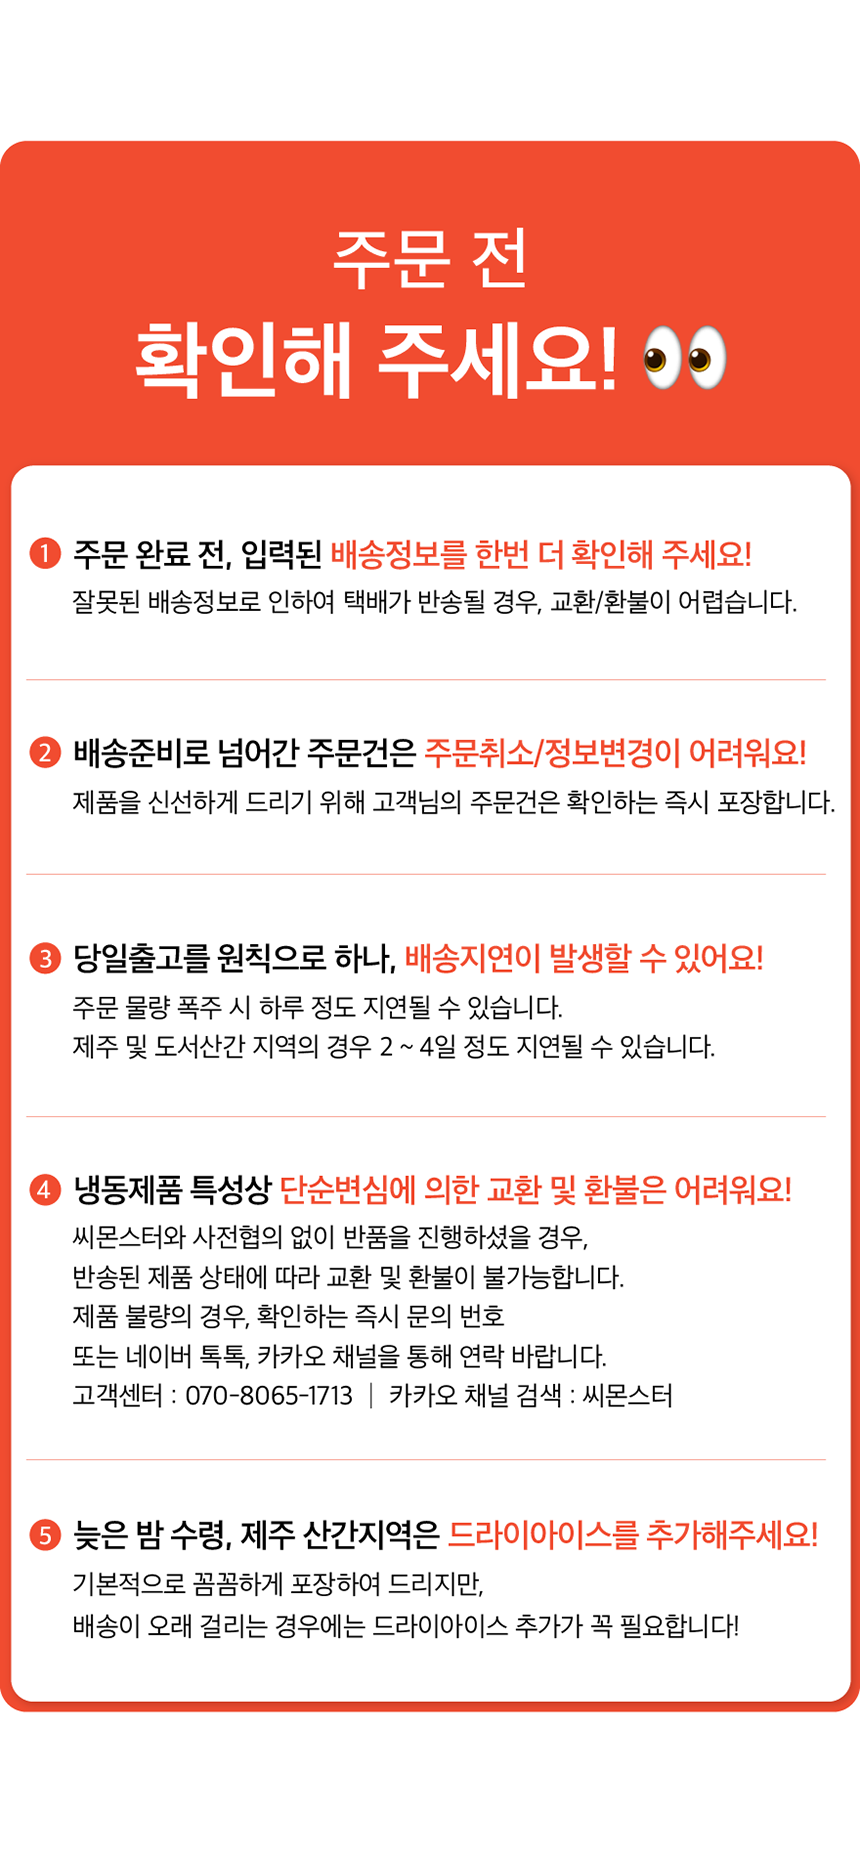 주문 전
확인해 주세요! 👀
1 주문 완료 전, 입력된 배송정보를 한번 더 확인해 주세요!
잘못된 배송정보로 인하여 택배가 반송될 경우, 교환/환불이 어렵습니다.
2 배송준비로 넘어간 주문건은 주문취소/정보변경이 어려워요!
제품을 신선하게 드리기 위해 고객님의 주문건은 확인하는 즉시 포장합니다.
3 당일출고를 원칙으로 하나, 배송지연이 발생할 수 있어요!
주문 물량 폭주 시 하루 정도 지연될 수 있습니다.
제주 및 도서산간 지역의 경우 2 ~ 4일 정도 지연될 수 있습니다.
4 냉동제품 특성상 단순변심에 의한 교환 및 환불은 어려워요!
씨몬스터와 사전협의 없이 반품을 진행하셨을 경우,
반송된 제품 상태에 따라 교환 및 환불이 불가능합니다.
제품 불량의 경우, 확인하는 즉시 문의 번호
또는 네이버 톡톡, 카카오 채널을 통해 연락 바랍니다.
고객센터 : 070-8065-1713 | 카카오 채널 검색 : 씨몬스터
5 늦은 밤 수령, 제주 산간지역은 드라이아이스를 추가해주세요!
기본적으로 꼼꼼하게 포장하여 드리지만,
배송이 오래 걸리는 경우에는 드라이아이스 추가가 꼭 필요합니다!